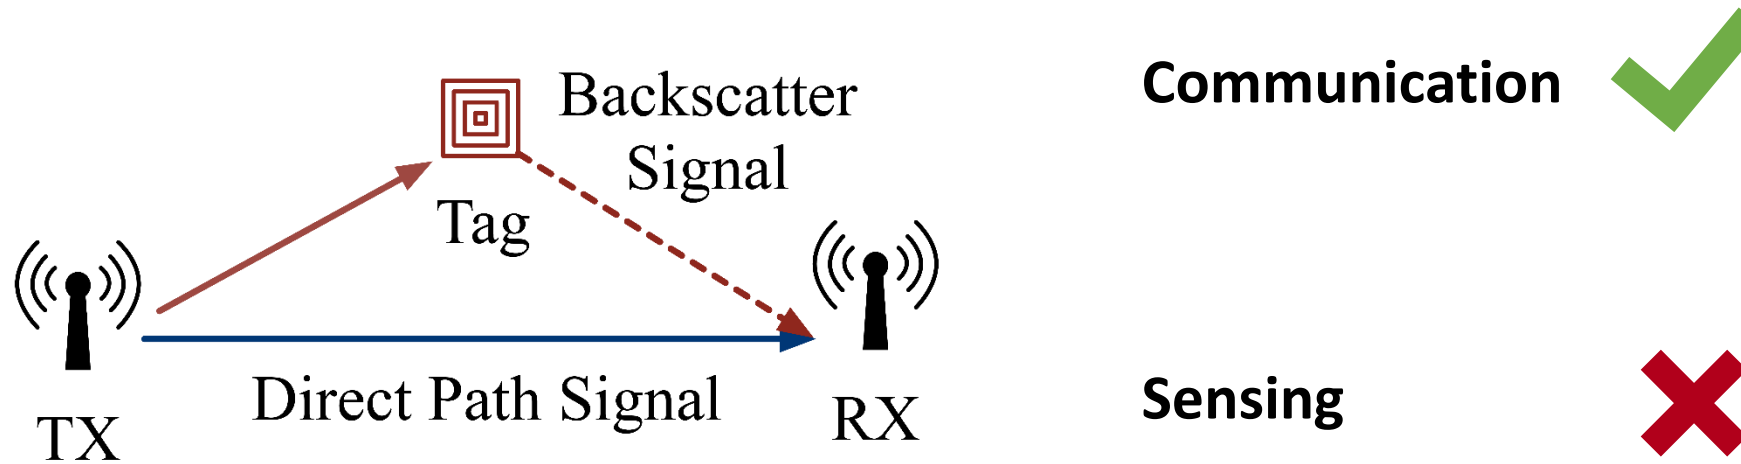 Backscatter
Signal
Tag
Direct Path Signal
TX
RX
Communication
Sensing